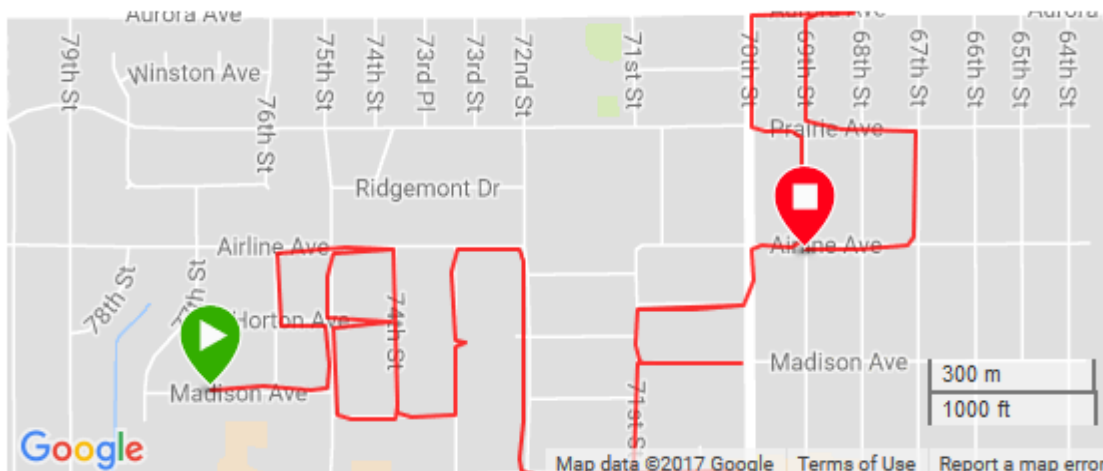 Aurora Ave
Aurora Ave
Aurora
79th St
Winston Ave
76th St
75th St
74th St
73rd Pl
73rd St
72nd St
71st St
70th St
69th St
68th St
67th St
66th St
65th St
64th St
Prairie Ave
Ridgemont Dr
Airline Ave
Airline Ave
78th St
77th St
Horton Ave
74th St
Madison Ave
Madison Ave
71st St
300 m
1000 ft
Google
Map data ©2017 Google
Terms of Use
Report a map error